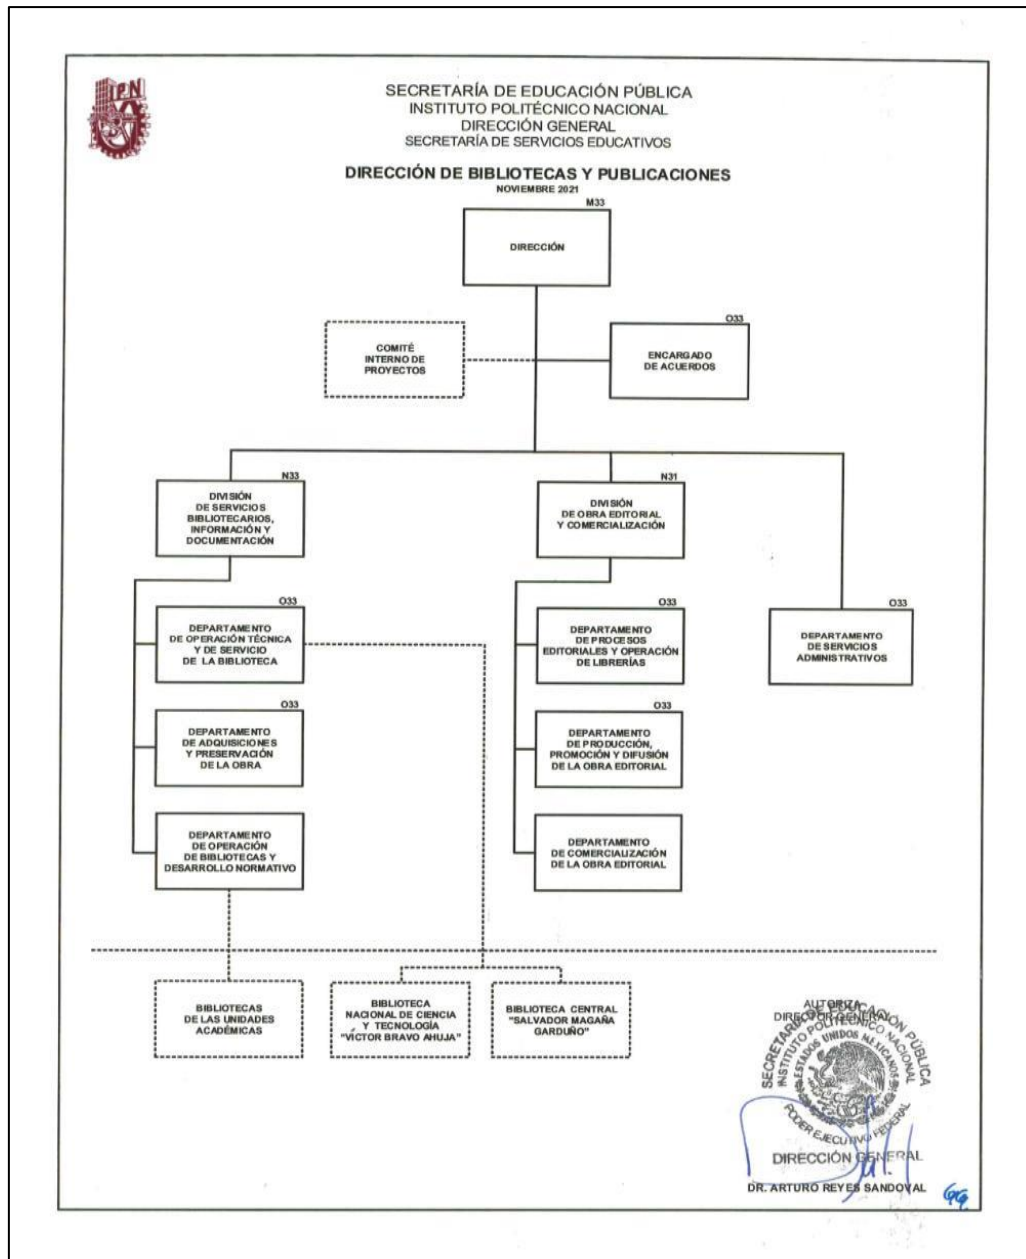 IPN
SECRETARÍA DE EDUCACIÓN PÚBLICA
INSTITUTO POLITÉCNICO NACIONAL
DIRECCIÓN GENERAL
SECRETARÍA DE SERVICIOS EDUCATIVOS
DIRECCIÓN DE BIBLIOTECAS Y PUBLICACIONES
NOVIEMBRE 2021
M33
DIRECCIÓN
COMITÉ
INTERNO DE
PROYECTOS
O33
ENCARGADO
DE ACUERDOS
N33
DIVISIÓN
DE SERVICIOS
BIBLIOTECARIOS,
INFORMACIÓN Y
DOCUMENTACIÓN
N31
DIVISIÓN
DE OBRA EDITORIAL
Y COMERCIALIZACIÓN
O33
DEPARTAMENTO
DE OPERACIÓN TÉCNICA
Y DE SERVICIO
DE LA BIBLIOTECA
O33
DEPARTAMENTO
DE PROCESOS
EDITORIALES Y OPERACIÓN
DE LIBRERÍAS
O33
DEPARTAMENTO
DE SERVICIOS
ADMINISTRATIVOS
O33
DEPARTAMENTO
DE ADQUISICIONES
Y PRESERVACIÓN
DE LA OBRA
O33
DEPARTAMENTO
DE PRODUCCIÓN,
PROMOCIÓN Y DIFUSIÓN
DE LA OBRA EDITORIAL
DEPARTAMENTO
DE OPERACIÓN
DE BIBLIOTECAS Y
DESARROLLO NORMATIVO
DEPARTAMENTO
DE COMERCIALIZACIÓN
DE LA OBRA EDITORIAL
BIBLIOTECAS
DE LAS UNIDADES
ACADÉMICAS
BIBLIOTECA
NACIONAL DE CIENCIA
Y TECNOLOGÍA
"VÍCTOR BRAVO AHUJA"
BIBLIOTECA CENTRAL
"SALVADOR MAGAÑA
GARDUÑO"
AUTORIZA
DIRECTOR GENERAL
SECRETARÍA DE EDUCACIÓN PÚBLICA
INSTITUTO POLITÉCNICO NACIONAL
ESTADOS UNIDOS MEXICANOS
PODER EJECUTIVO FEDERAL
DIRECCIÓN GENERAL
DR. ARTURO REYES SANDOVAL